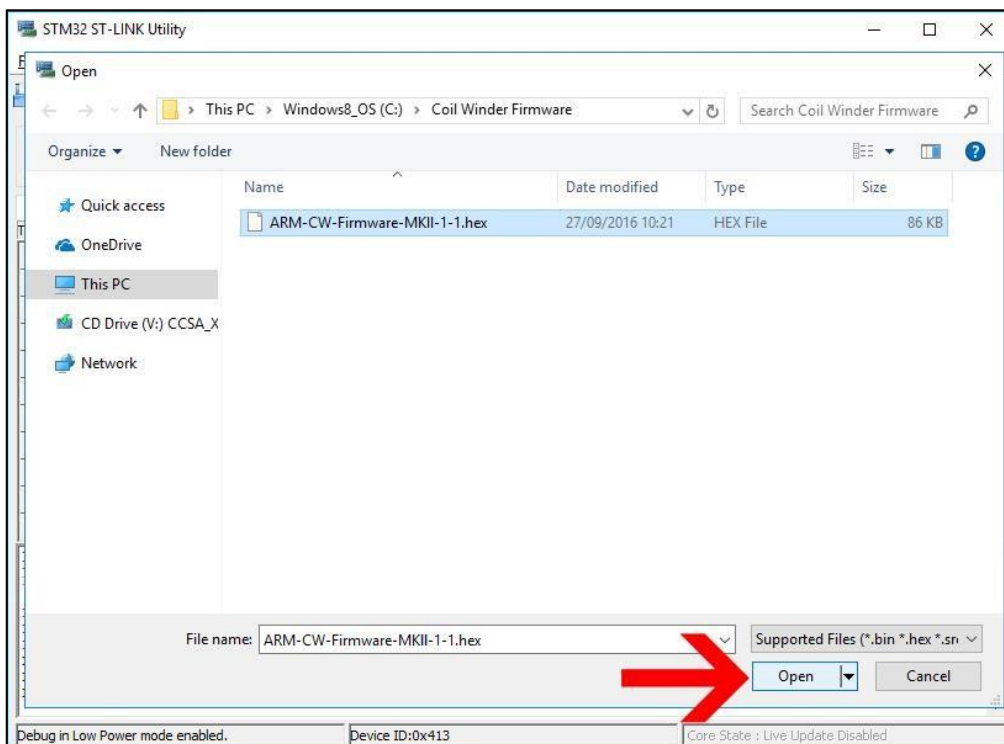 STM32 ST-LINK Utility
Open
This PC > Windows8_OS (C:) > Coil Winder Firmware
Search Coil Winder Firmware
Organize
New folder
Name
Date modified
Type
Size
Quick access
OneDrive
This PC
CD Drive (V:) CCSA_X
Network
ARM-CW-Firmware-MKII-1-1.hex
27/09/2016 10:21
HEX File
86 KB
File name:
ARM-CW-Firmware-MKII-1-1.hex
Supported Files (*.bin *.hex *.sr
Open
Cancel
Debug in Low Power mode enabled.
Device ID:0x413
Core State : Live Update Disabled